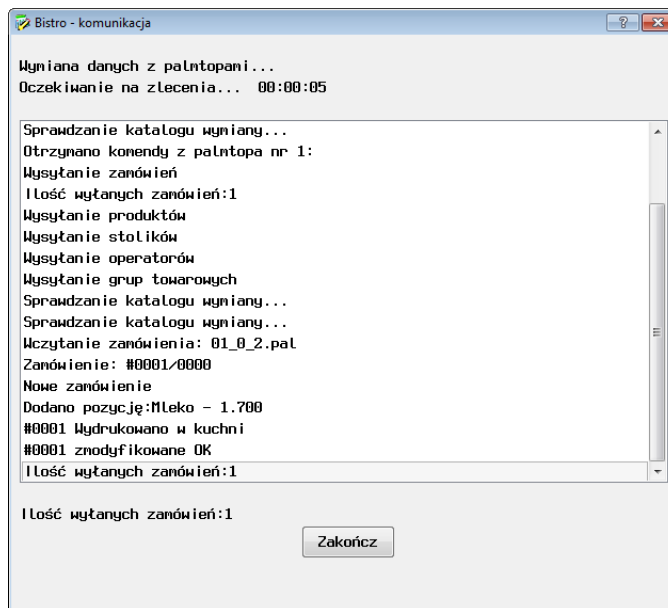 Bistro - komunikacja
Wymiana danych z palmtopami...
Oczekiwanie na zlecenia... 00:00:05
Sprawdzanie katalogu wymiany...
Otrzymano komendy z palmtopa nr 1:
Wysyłanie zamówień
Ilość wyłanych zamówień:1
Wysyłanie produktów
Wysyłanie stolików
Wysyłanie operatorów
Wysyłanie grup towarowych
Sprawdzanie katalogu wymiany...
Sprawdzanie katalogu wymiany...
Wczytanie zamówienia: 01_0_2.pal
Zamówienie: #0001/0000
Nowe zamówienie
Dodano pozycję:Mleko - 1.700
#0001 Wydrukowano w kuchni
#0001 zmodyfikowane OK
Ilość wyłanych zamówień:1
Ilość wyłanych zamówień:1
Zakończ